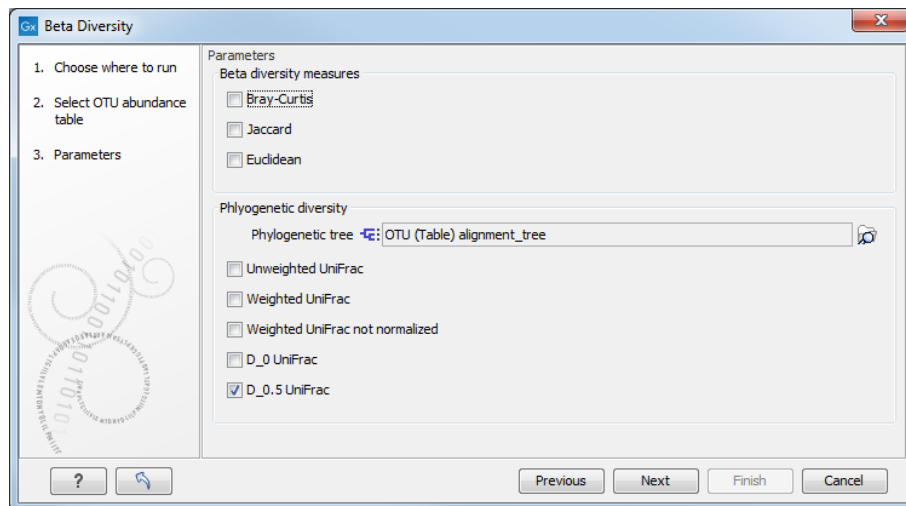 Gx Beta Diversity
1. Choose where to run
2. Select OTU abundance
table
3. Parameters
Parameters
Beta diversity measures
Bray-Curtis
Jaccard
Euclidean
Phlyogenetic diversity
Phylogenetic tree OTU (Table) alignment_tree
Unweighted UniFrac
Weighted UniFrac
Weighted UniFrac not normalized
D_0 UniFrac
D_0.5 UniFrac
? Previous Next Finish Cancel